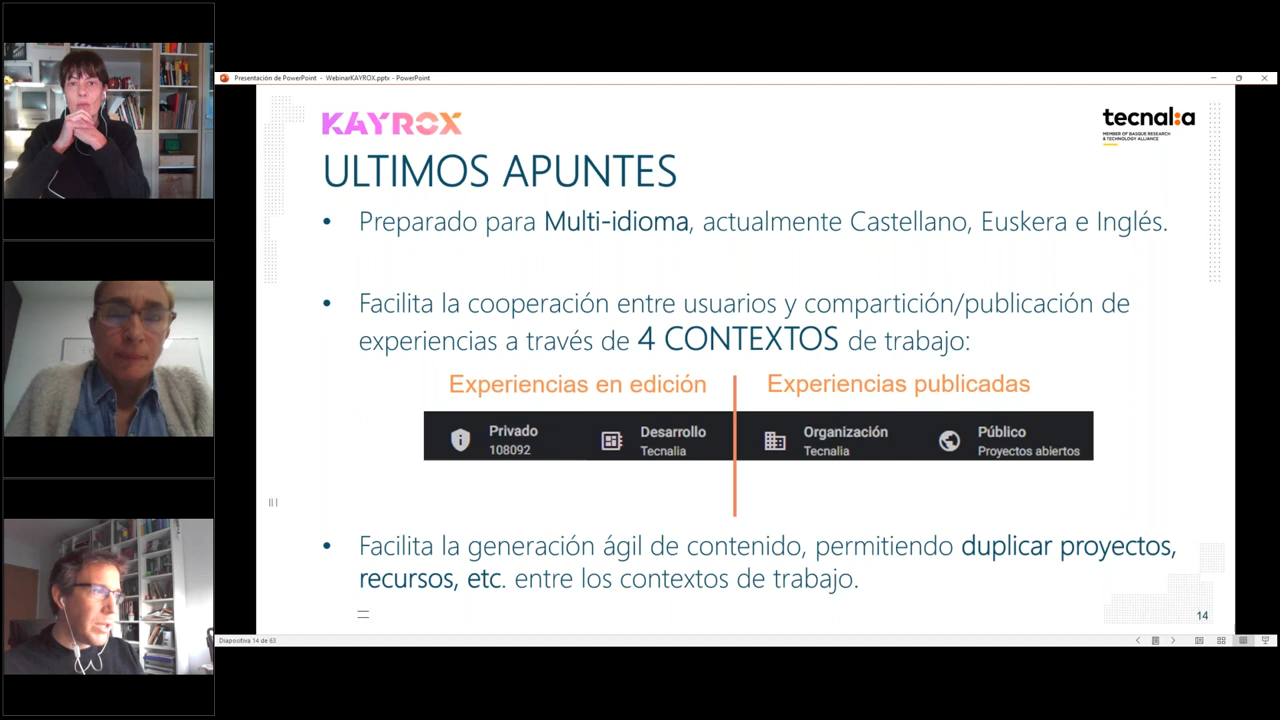 Presentación de PowerPoint - WebinarKAYROX.pptx - PowerPoint
KAYROX
tecnal:a
MEMBER OF BASQUE RESEARCH
& TECHNOLOGY ALLIANCE
ULTIMOS APUNTES
• Preparado para Multi-idioma, actualmente Castellano, Euskera e Inglés.
• Facilita la cooperación entre usuarios y compartición/publicación de
experiencias a través de 4 CONTEXTOS de trabajo:
Experiencias en edición
Experiencias publicadas
Privado
108092
Desarrollo
Tecnalia
Organización
Tecnalia
Público
Proyectos abiertos
• Facilita la generación ágil de contenido, permitiendo duplicar proyectos,
recursos, etc. entre los contextos de trabajo.
14
Diapositiva 14 de 63